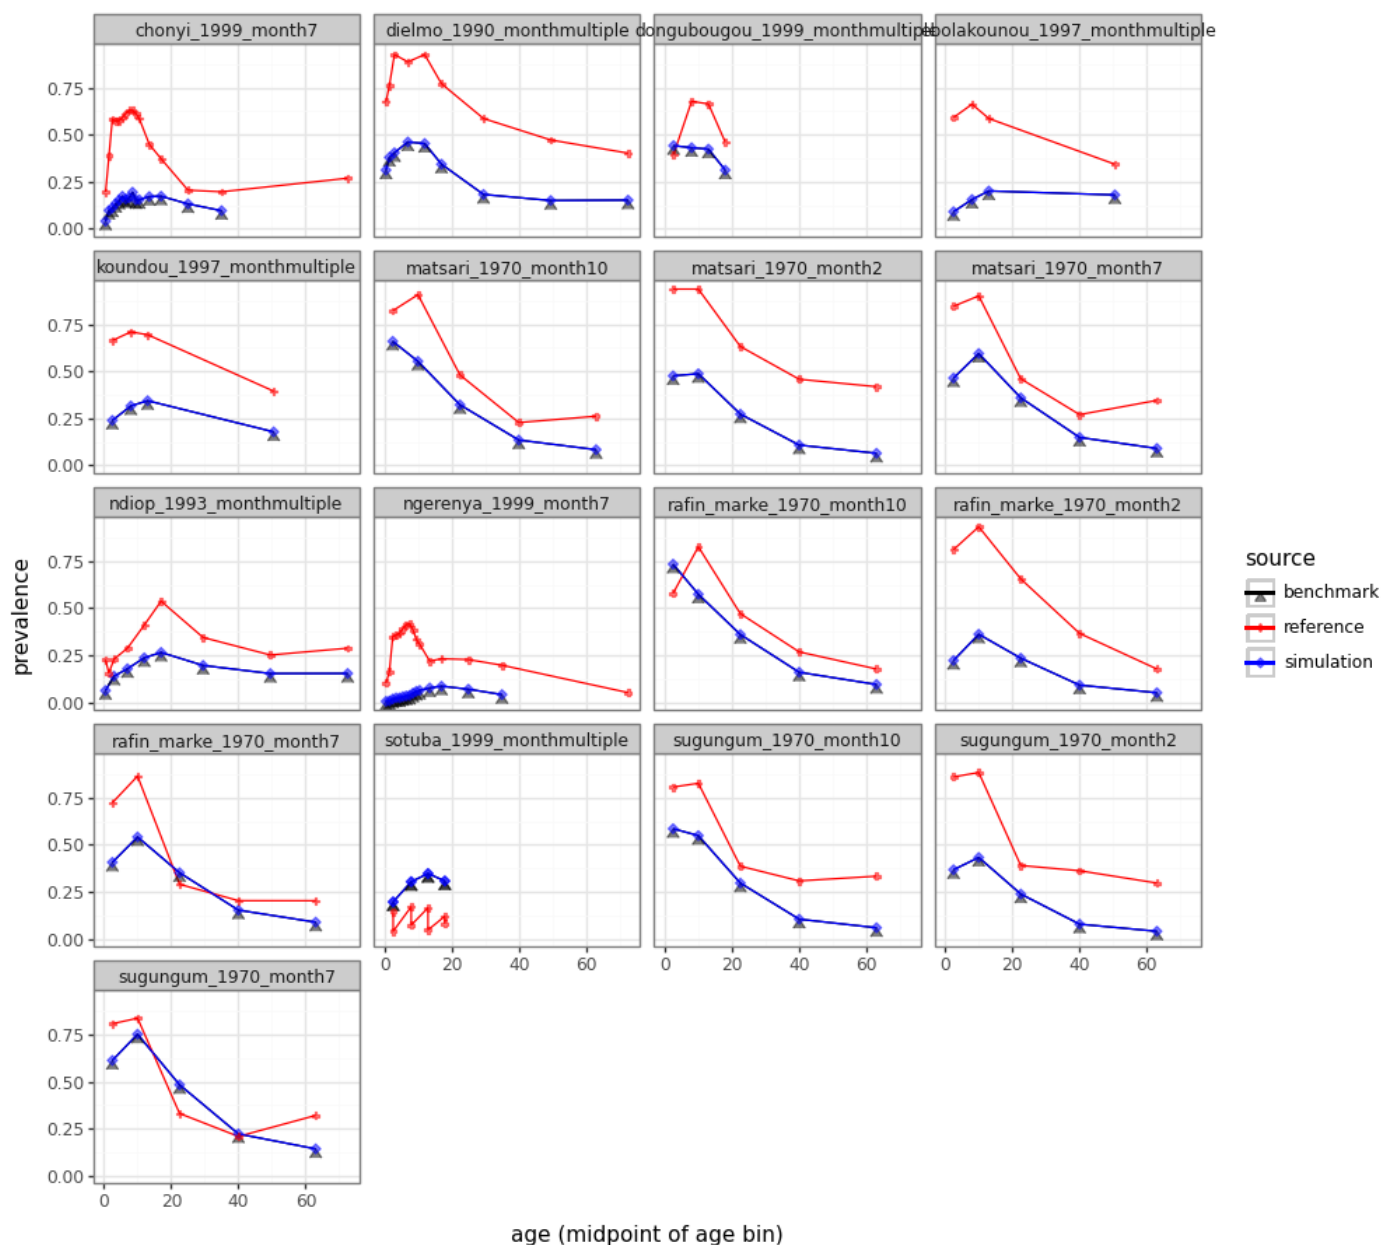 chonyi_1999_month7
dielmo_1990_monthmultiple
dongubougou_1999_monthmultiple
ebolakounou_1997_monthmultiple
0.75
0.50
0.25
0.00
koundou_1997_monthmultiple
matsari_1970_month10
matsari_1970_month2
matsari_1970_month7
0.75
0.50
0.25
0.00
ndiop_1993_monthmultiple
ngerenya_1999_month7
rafin_marke_1970_month10
rafin_marke_1970_month2
0.75
0.50
0.25
0.00
rafin_marke_1970_month7
sotuba_1999_monthmultiple
sugungum_1970_month10
sugungum_1970_month2
0.75
0.50
0.25
0.00
0 20 40 60
0 20 40 60
0 20 40 60
sugungum_1970_month7
0.75
0.50
0.25
0.00
0 20 40 60
prevalence
age (midpoint of age bin)
source
benchmark
reference
simulation